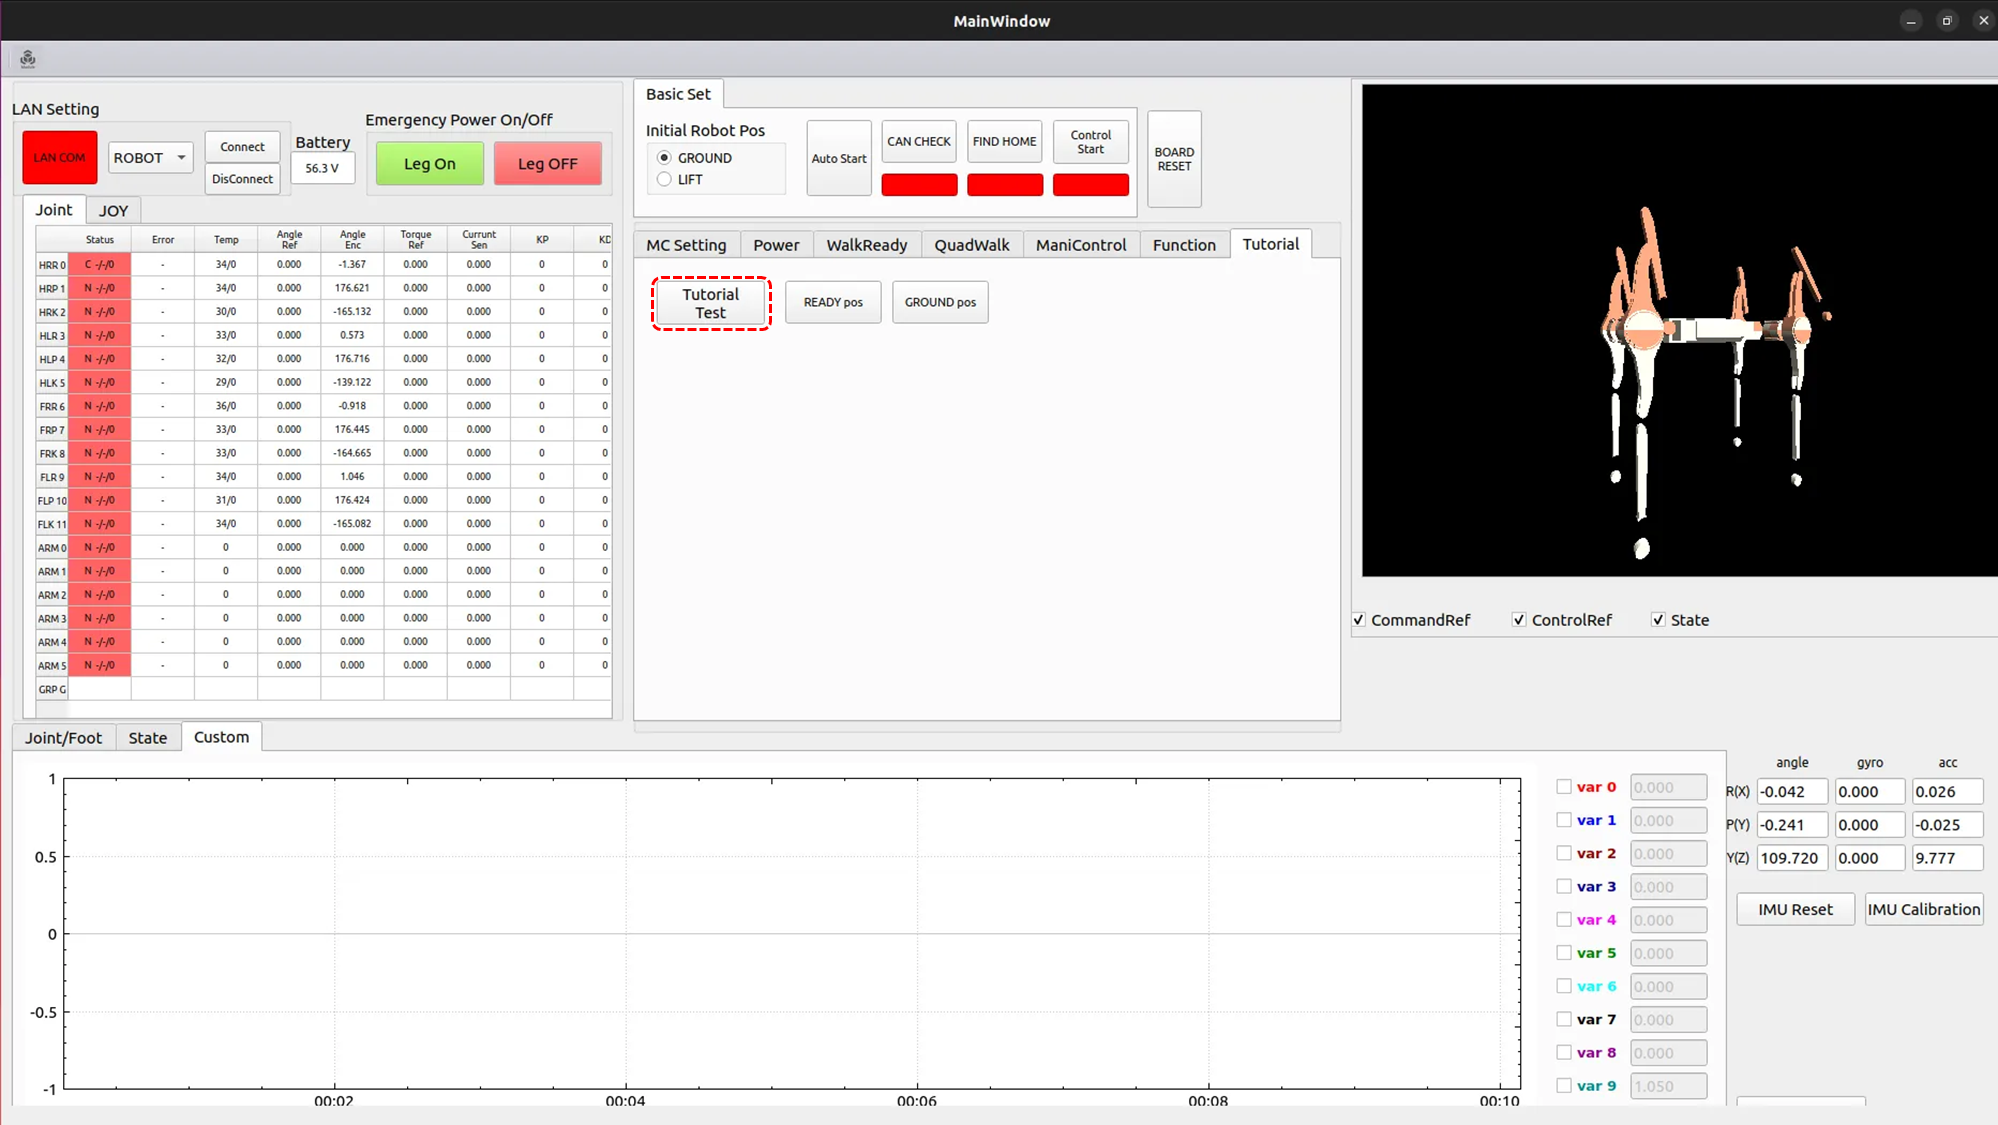 MainWindow
LAN Setting
LAN COM
ROBOT
Connect
DisConnect
Battery
56.3 V
Emergency Power On/Off
Leg On
Leg OFF
Basic Set
Initial Robot Pos
GROUND
LIFT
Auto Start
CAN CHECK
FIND HOME
Control
Start
BOARD
RESET
Joint JOY
Status Error Temp Angle Ref Angle Enc Torque Ref Currunt Sen KP KD
HRR 0 C -/-/0 - 34/0 0.000 -1.367 0.000 0.000 0 0
HRP 1 N -/-/0 - 34/0 0.000 176.621 0.000 0.000 0 0
HRK 2 N -/-/0 - 30/0 0.000 -165.132 0.000 0.000 0 0
HLR 3 N -/-/0 - 33/0 0.000 0.573 0.000 0.000 0 0
HLP 4 N -/-/0 - 32/0 0.000 176.716 0.000 0.000 0 0
HLK 5 N -/-/0 - 29/0 0.000 -139.122 0.000 0.000 0 0
FRR 6 N -/-/0 - 36/0 0.000 -0.918 0.000 0.000 0 0
FRP 7 N -/-/0 - 33/0 0.000 176.445 0.000 0.000 0 0
FRK 8 N -/-/0 - 33/0 0.000 -164.665 0.000 0.000 0 0
FLR 9 N -/-/0 - 34/0 0.000 1.046 0.000 0.000 0 0
FLP 10 N -/-/0 - 31/0 0.000 176.424 0.000 0.000 0 0
FLK 11 N -/-/0 - 34/0 0.000 -165.082 0.000 0.000 0 0
ARM 0 N -/-/0 - 0 0.000 0.000 0.000 0.000 0 0
ARM 1 N -/-/0 - 0 0.000 0.000 0.000 0.000 0 0
ARM 2 N -/-/0 - 0 0.000 0.000 0.000 0.000 0 0
ARM 3 N -/-/0 - 0 0.000 0.000 0.000 0.000 0 0
ARM 4 N -/-/0 - 0 0.000 0.000 0.000 0.000 0 0
ARM 5 N -/-/0 - 0 0.000 0.000 0.000 0.000 0 0
GRP G
MC Setting Power WalkReady QuadWalk ManiControl Function Tutorial
Tutorial
Test
READY pos
GROUND pos
CommandRef ControlRef State
Joint/Foot State Custom
1
0.5
0
-0.5
-1
00:02 00:04 00:06 00:08 00:10
var 0 0.000
var 1 0.000
var 2 0.000
var 3 0.000
var 4 0.000
var 5 0.000
var 6 0.000
var 7 0.000
var 8 0.000
var 9 1.050
angle gyro acc
R(X) -0.042 0.000 0.026
P(Y) -0.241 0.000 -0.025
Y(Z) 109.720 0.000 9.777
IMU Reset IMU Calibration